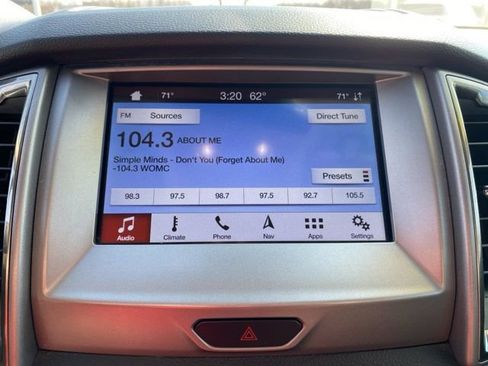 71° 3:20 62° 71°
FM Sources Direct Tune
104.3 ABOUT ME
Simple Minds - Don't You (Forget About Me)
-104.3 WOMC
Presets
98.3 97.5 98.7 97.5 92.7 105.5
Audio Climate Phone Nav Apps Settings